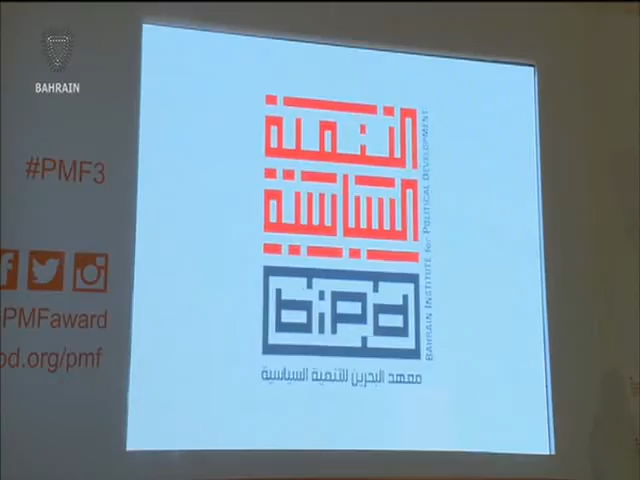 BAHRAIN
#PMF3
PMFaward
od.org/pmf
التنمية
السياسية
BAHRAIN INSTITUTE for POLITICAL DEVELOPMENT
bipd
معهد البحرين للتنمية السياسية